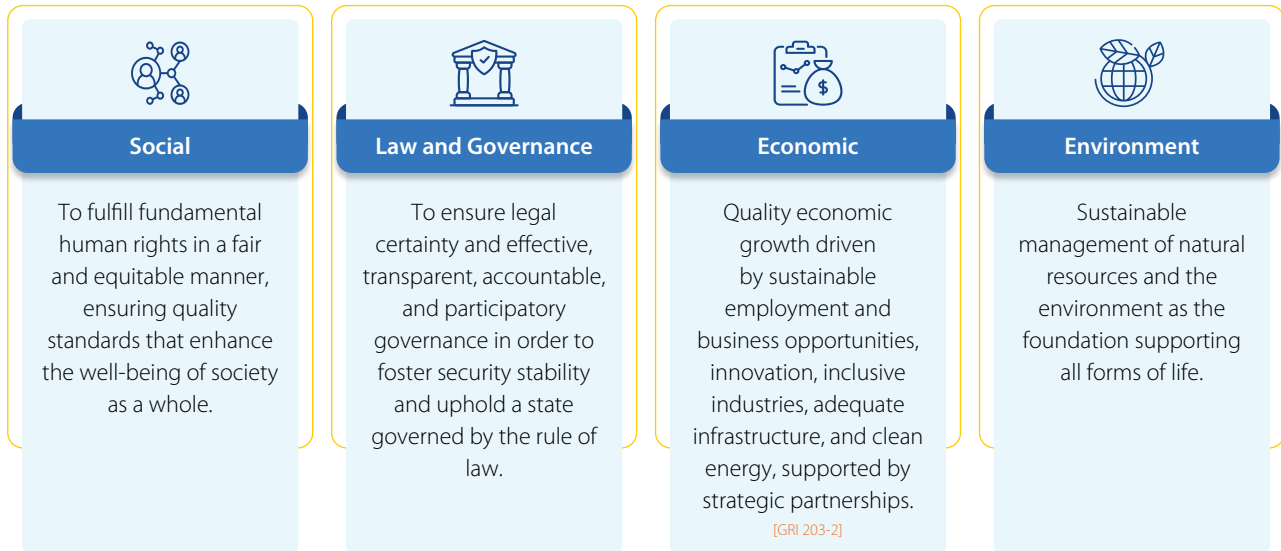 Social
To fulfill fundamental
human rights in a fair
and equitable manner,
ensuring quality
standards that enhance
the well-being of society
as a whole.
Law and Governance
To ensure legal
certainty and effective,
transparent, accountable,
and participatory
governance in order to
foster security stability
and uphold a state
governed by the rule of
law.
$
Economic
Quality economic
growth driven
by sustainable
employment and
business opportunities,
innovation, inclusive
industries, adequate
infrastructure, and clean
energy, supported by
strategic partnerships.
[GRI 203-2]
Environment
Sustainable
management of natural
resources and the
environment as the
foundation supporting
all forms of life.